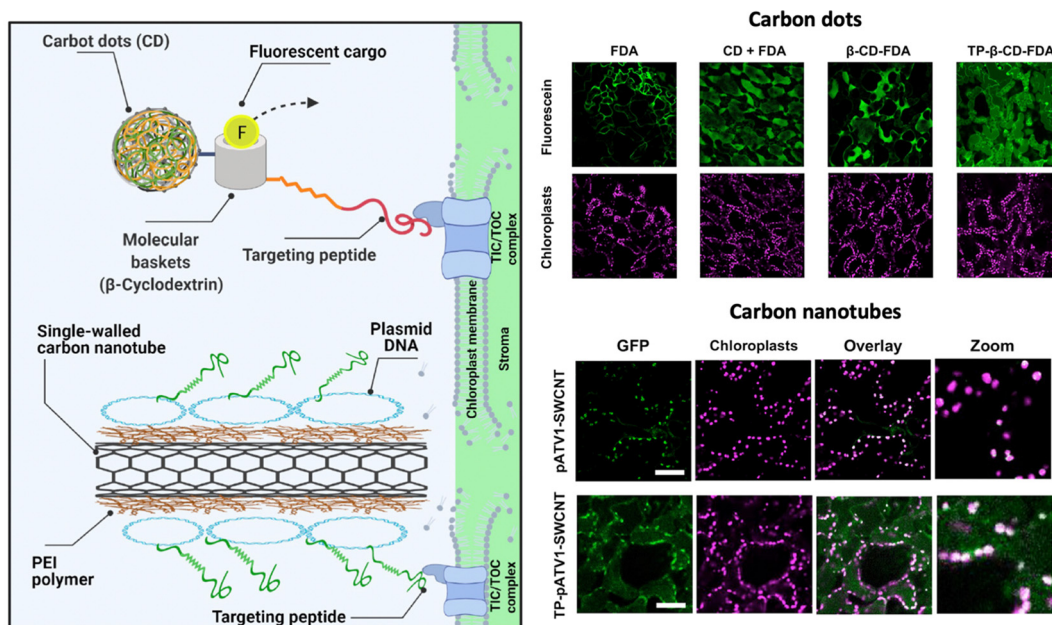 Carbot dots (CD)
Fluorescent cargo
F
Molecular
baskets
(β-Cyclodextrin)
Targeting peptide
TIC/TOC
complex
Single-walled
carbon nanotube
Plasmid
DNA
Chloroplast membrane
Stroma
PEI
polymer
Targeting peptide
TIC/TOC
complex
Carbon dots
FDA
CD + FDA
β-CD-FDA
TP-β-CD-FDA
Fluorescein
Chloroplasts
Carbon nanotubes
GFP
Chloroplasts
Overlay
Zoom
pATV1-SWCNT
TP-pATV1-SWCNT